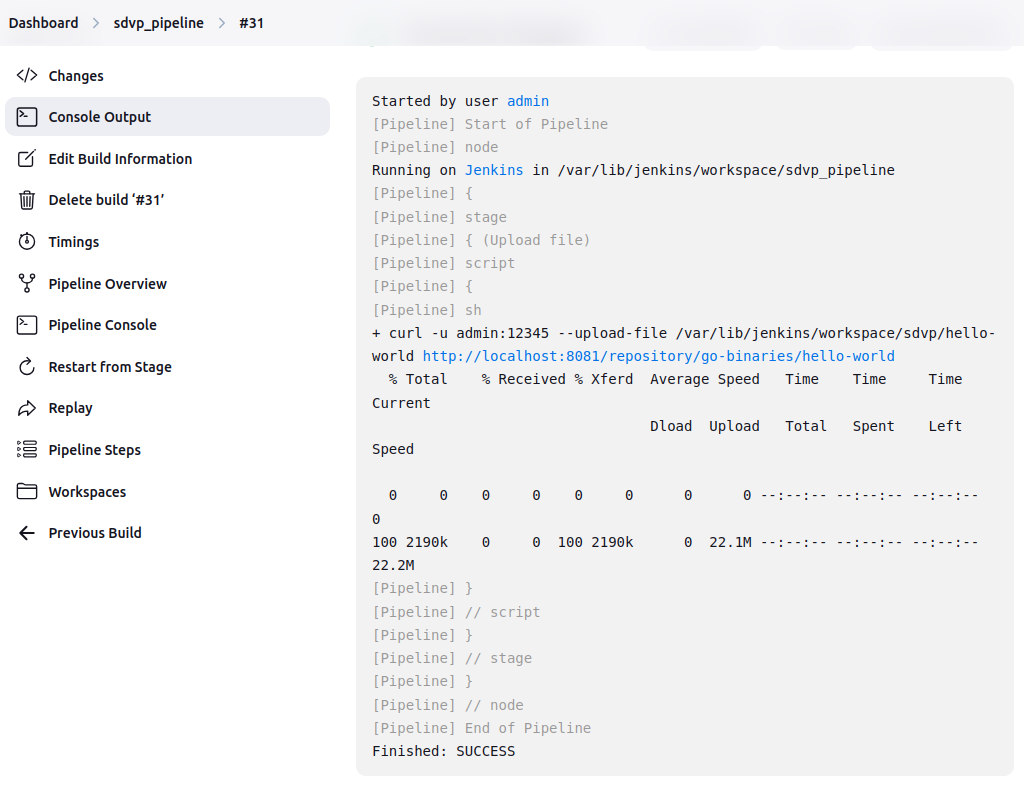 Dashboard > sdvp_pipeline > #31
Changes
Console Output
Edit Build Information
Delete build ‘#31’
Timings
Pipeline Overview
Pipeline Console
Restart from Stage
Replay
Pipeline Steps
Workspaces
Previous Build
Started by user admin
[Pipeline] Start of Pipeline
[Pipeline] node
Running on Jenkins in /var/lib/jenkins/workspace/sdvp_pipeline
[Pipeline] {
[Pipeline] stage
[Pipeline] { (Upload file)
[Pipeline] script
[Pipeline] {
[Pipeline] sh
+ curl -u admin:12345 --upload-file /var/lib/jenkins/workspace/sdvp/hello-
world http://localhost:8081/repository/go-binaries/hello-world
  % Total    % Received % Xferd  Average Speed   Time    Time     Time
Current
                                 Dload  Upload   Total   Spent    Left
Speed
  0     0    0     0    0     0      0      0 --:--:-- --:--:-- --:--:--
0
100 2190k    0     0  100 2190k      0  22.1M --:--:-- --:--:-- --:--:--
22.2M
[Pipeline] }
[Pipeline] // script
[Pipeline] }
[Pipeline] // stage
[Pipeline] }
[Pipeline] // node
[Pipeline] End of Pipeline
Finished: SUCCESS